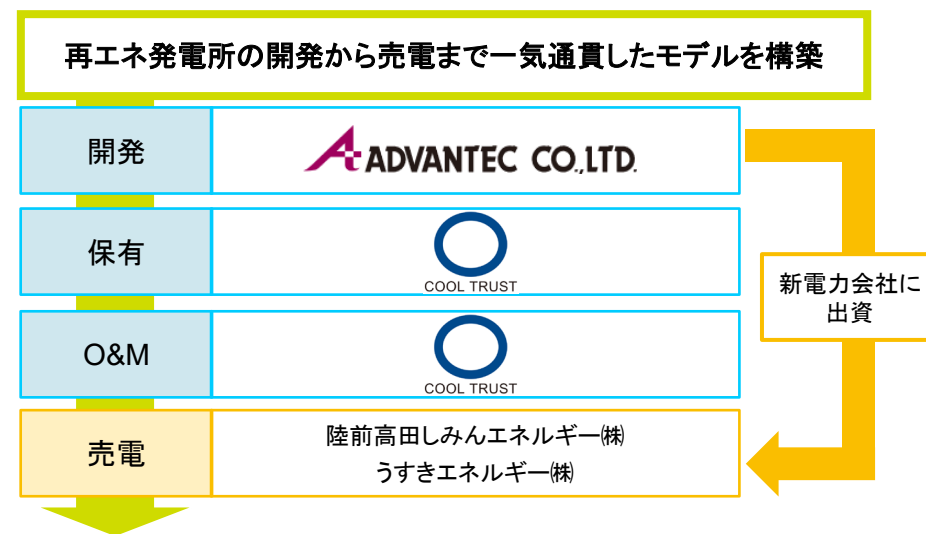 再エネ発電所の開発から売電まで一気通貫したモデルを構築
開発
ADVANTEC CO.,LTD.
保有
COOL TRUST
O&M
COOL TRUST
売電
陸前高田しみんエネルギー㈱
うすきエネルギー㈱
新電力会社に
出資